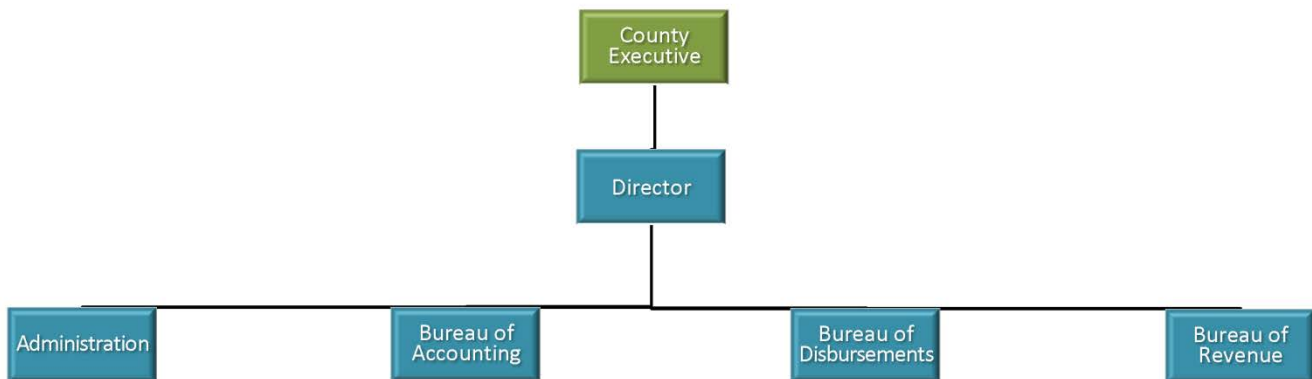 County
Executive
Director
Administration
Bureau of
Accounting
Bureau of
Disbursements
Bureau of
Revenue